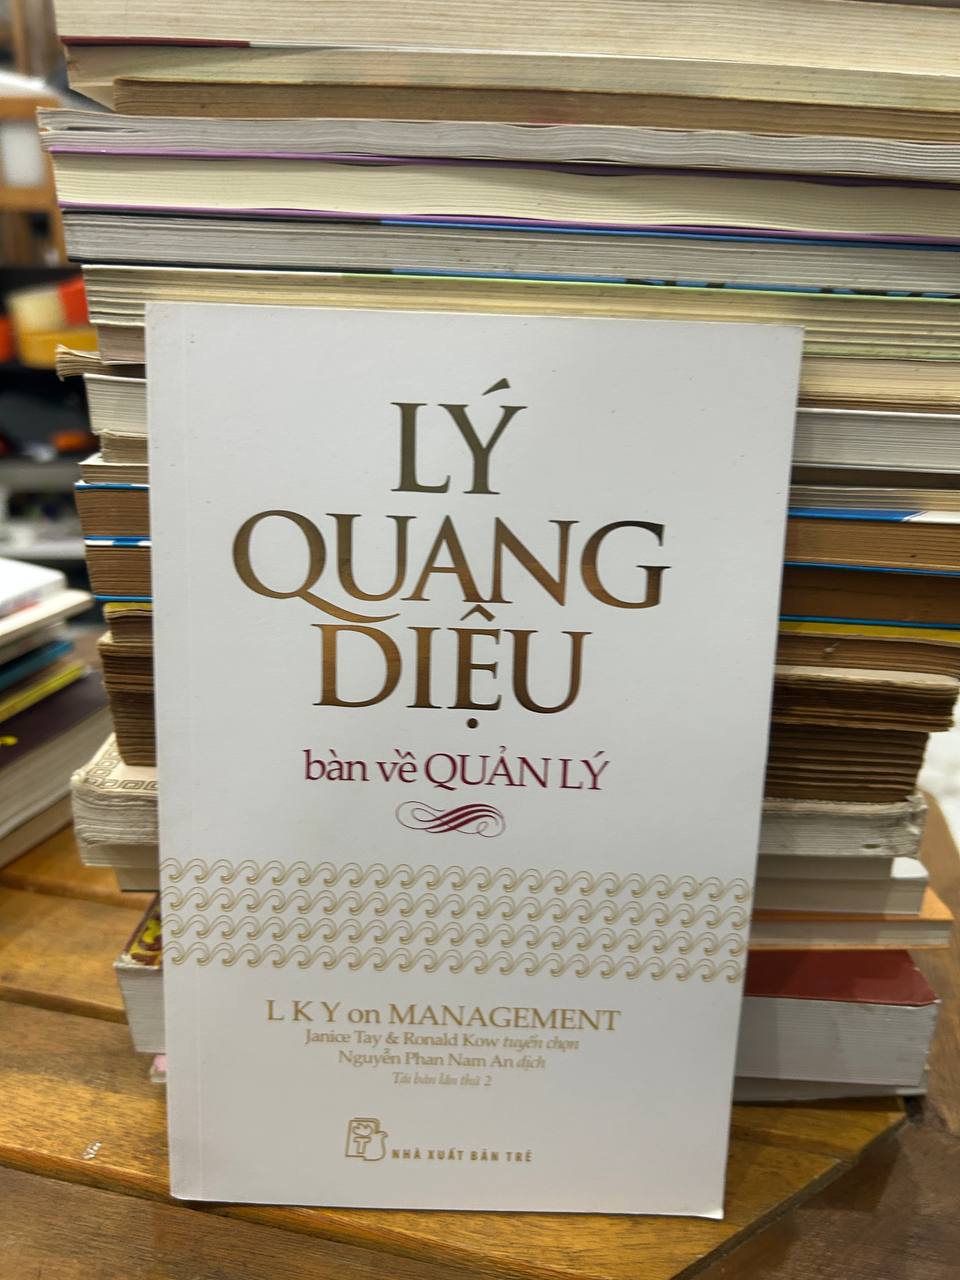 LÝ
QUANG
DIỆU
bàn về QUẢN LÝ
L K Y on MANAGEMENT
Janice Tay & Ronald Kow tuyển chọn
Nguyễn Phan Nam An dịch
Tái bản lần thứ 2
NHÀ XUẤT BẢN TRẺ